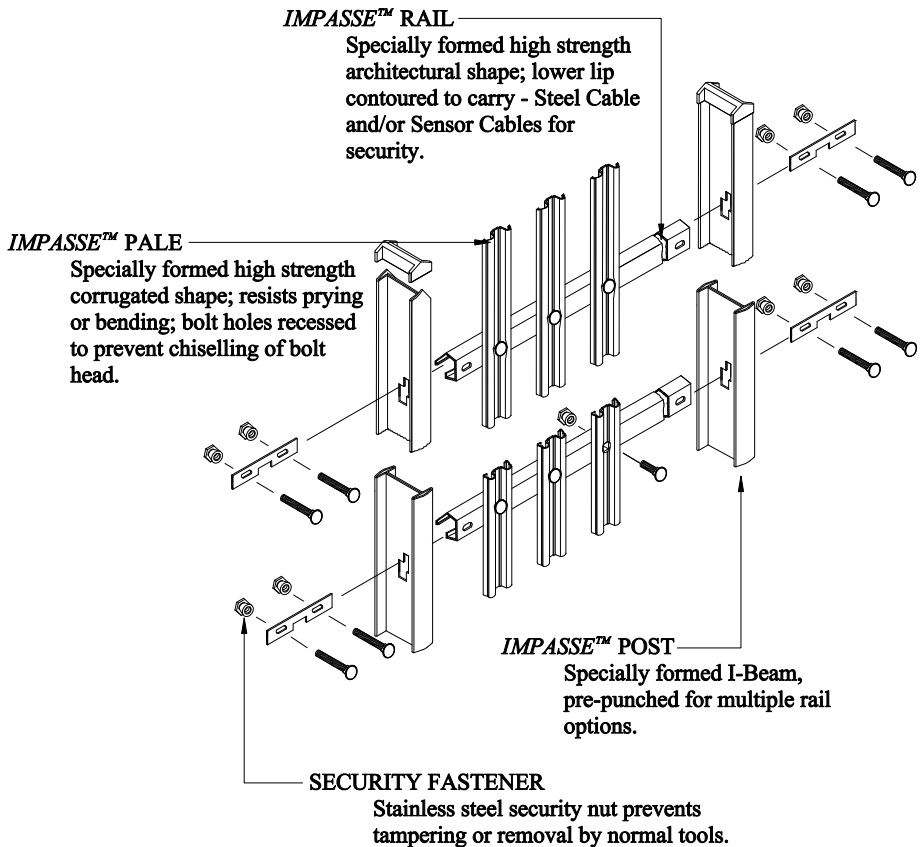 IMPASSE™ RAIL
Specially formed high strength
architectural shape; lower lip
contoured to carry - Steel Cable
and/or Sensor Cables for
security.
IMPASSE™ PALE
Specially formed high strength
corrugated shape; resists prying
or bending; bolt holes recessed
to prevent chiselling of bolt
head.
IMPASSE™ POST
Specially formed I-Beam,
pre-punched for multiple rail
options.
SECURITY FASTENER
Stainless steel security nut prevents
tampering or removal by normal tools.